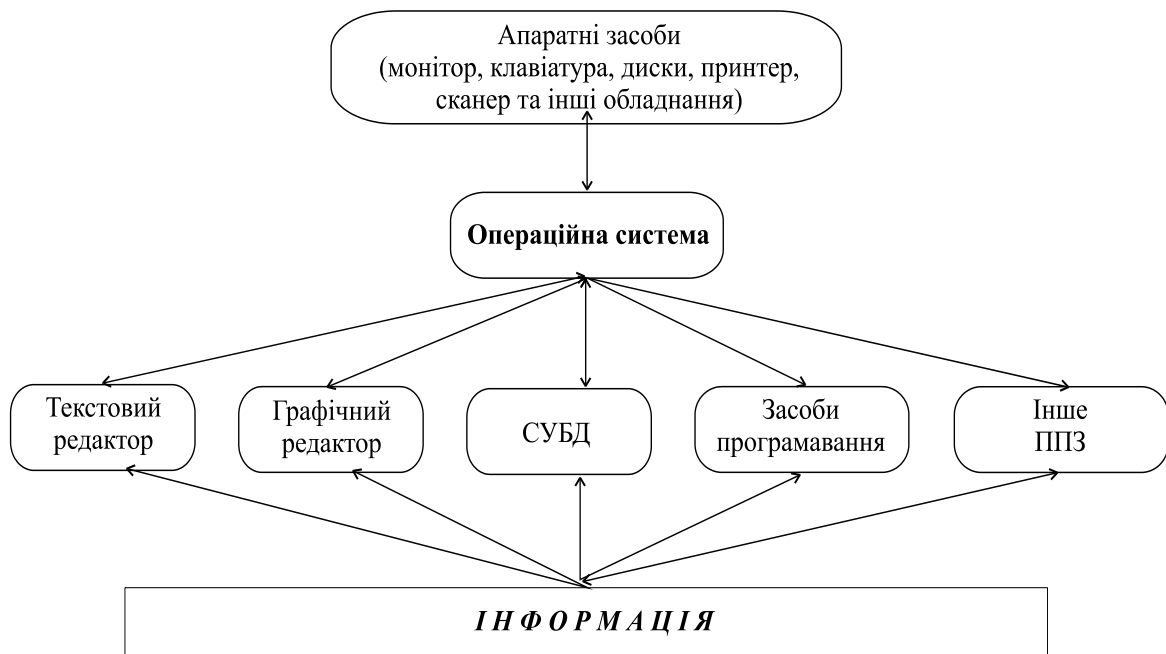 Апаратні засоби
(монітор, клавіатура, диски, принтер,
сканер та інші обладнання)
Операційна система
Текстовий
редактор
Графічний
редактор
СУБД
Засоби
програмавання
Інше
ППЗ
І Н Ф О Р М А Ц І Я